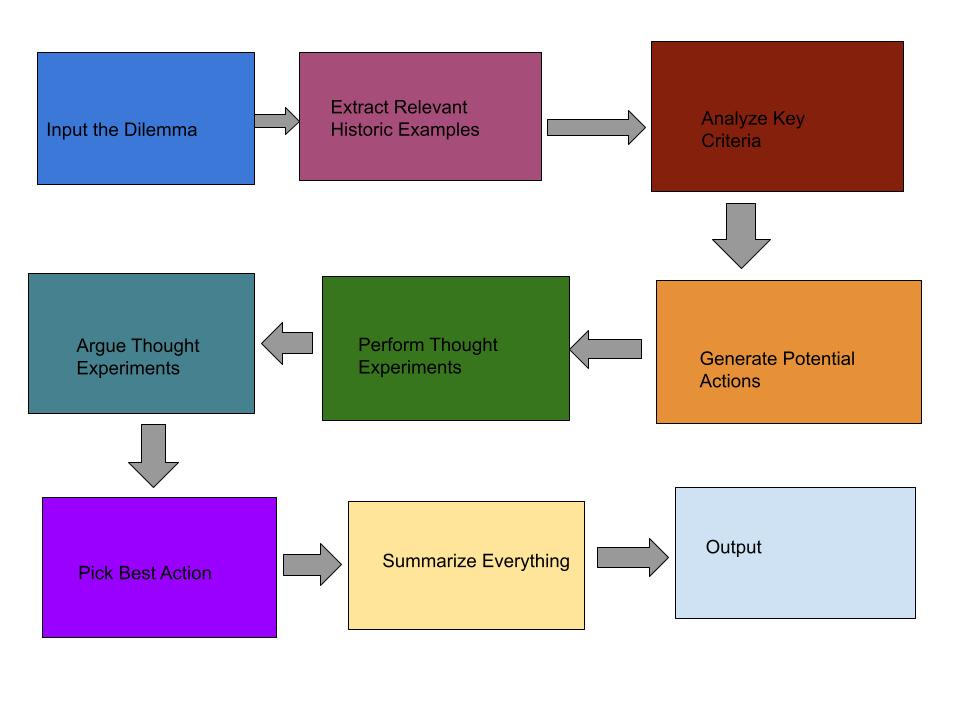 Input the Dilemma
Extract Relevant
Historic Examples
Analyze Key
Criteria
Generate Potential
Actions
Perform Thought
Experiments
Argue Thought
Experiments
Pick Best Action
Summarize Everything
Output